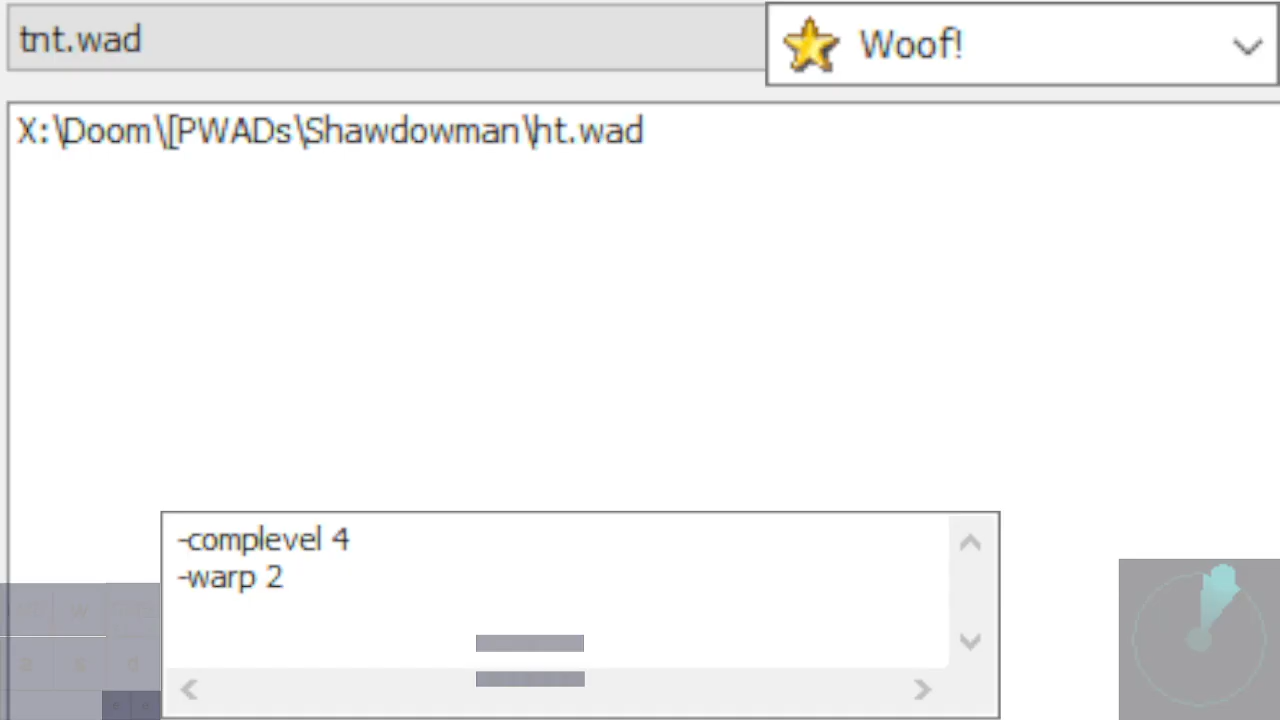 tnt.wad
Woof!
X:\Doom\[PWADs\Shawdowman\ht.wad
-complevel 4
-warp 2
w
a s d
e e